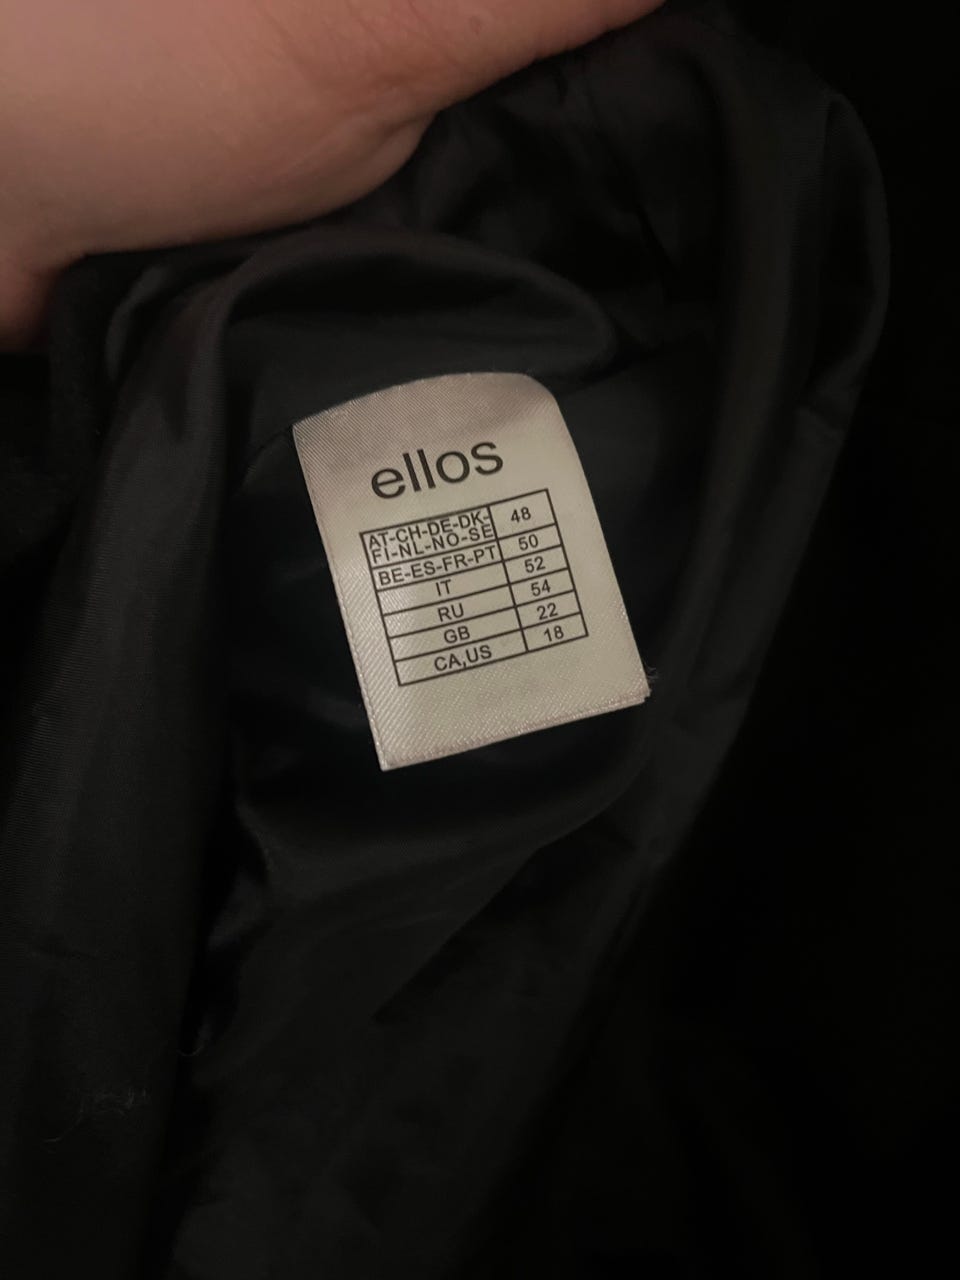 ellos
AT-CH-DE-DK-
FI-NL-NO-SE 48
BE-ES-FR-PT 50
IT 52
RU 54
GB 22
CA,US 18